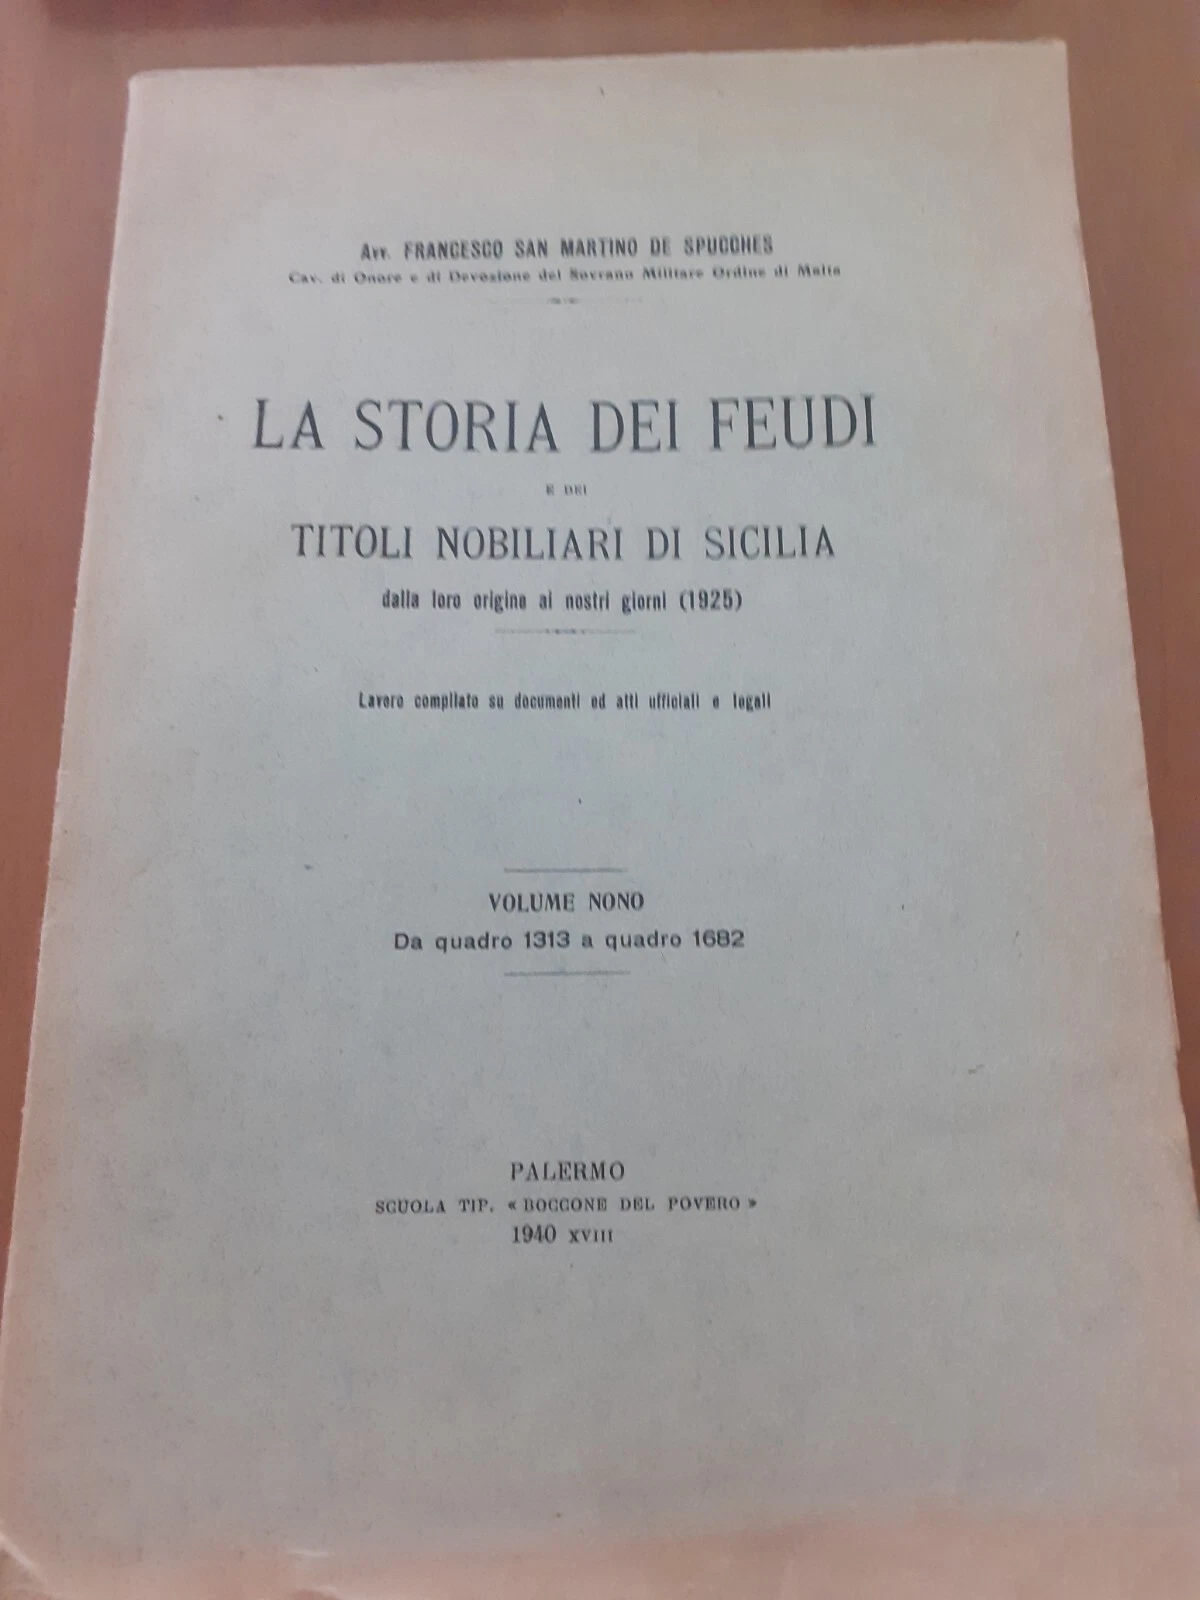 Avv. FRANCESCO SAN MARTINO DE SPUCCHES
Cav. di Onore e di Devozione del Sovrano Militare Ordine di Malta
LA STORIA DEI FEUDI
E DEI
TITOLI NOBILIARI DI SICILIA
dalla loro origine ai nostri giorni (1925)
Lavoro compilato su documenti ed atti ufficiali e legali
VOLUME NONO
Da quadro 1313 a quadro 1682
PALERMO
SCUOLA TIP. « BOCCONE DEL POVERO »
1940 XVIII